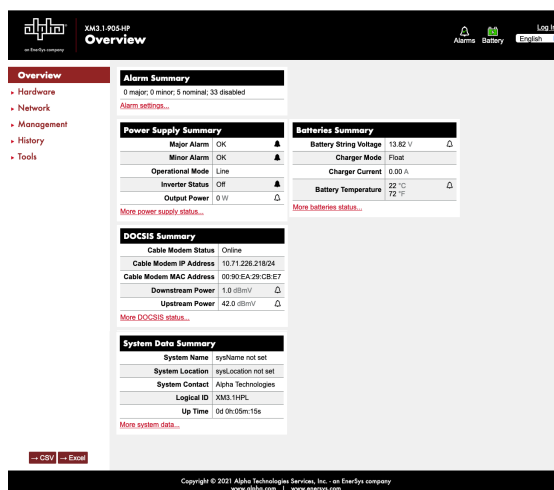 alpha
an EnerSys company
XM3.1-905-HP
Overview
Alarms
Battery
Log In
English
Overview
Hardware
Network
Management
History
Tools
Alarm Summary
0 major; 0 minor; 5 nominal; 33 disabled
Alarm settings...
Power Supply Summary
Major Alarm OK
Minor Alarm OK
Operational Mode Line
Inverter Status Off
Output Power 0 W
More power supply status...
Batteries Summary
Battery String Voltage 13.82 V
Charger Mode Float
Charger Current 0.00 A
Battery Temperature 22 °C
72 °F
More batteries status...
DOCSIS Summary
Cable Modem Status Online
Cable Modem IP Address 10.71.226.218/24
Cable Modem MAC Address 00:90:EA:29:CB:E7
Downstream Power 1.0 dBmV
Upstream Power 42.0 dBmV
More DOCSIS status...
System Data Summary
System Name sysName not set
System Location sysLocation not set
System Contact Alpha Technologies
Logical ID XM3.1HPL
Up Time 0d 0h:05m:15s
More system data...
→ CSV → Excel
Copyright © 2021 Alpha Technologies Services, Inc. - an EnerSys company
www.alpha.com | www.enersys.com